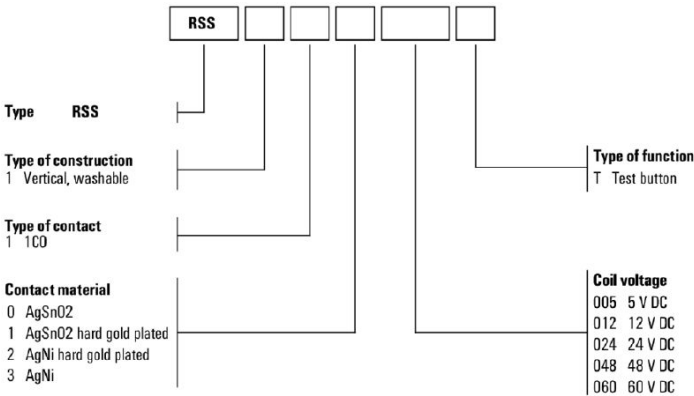 RSS
Type RSS
Type of construction
1 Vertical, washable
Type of contact
1 1CO
Contact material
0 AgSnO2
1 AgSnO2 hard gold plated
2 AgNi hard gold plated
3 AgNi
Type of function
T Test button
Coil voltage
005 5 V DC
012 12 V DC
024 24 V DC
048 48 V DC
060 60 V DC